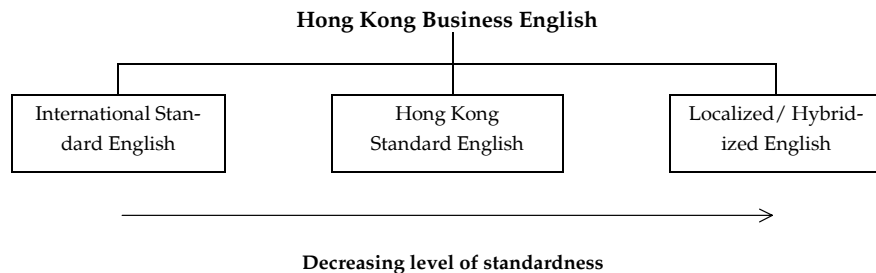 Hong Kong Business English
International Stan-
dard English
Hong Kong
Standard English
Localized/ Hybrid-
ized English
Decreasing level of standardness